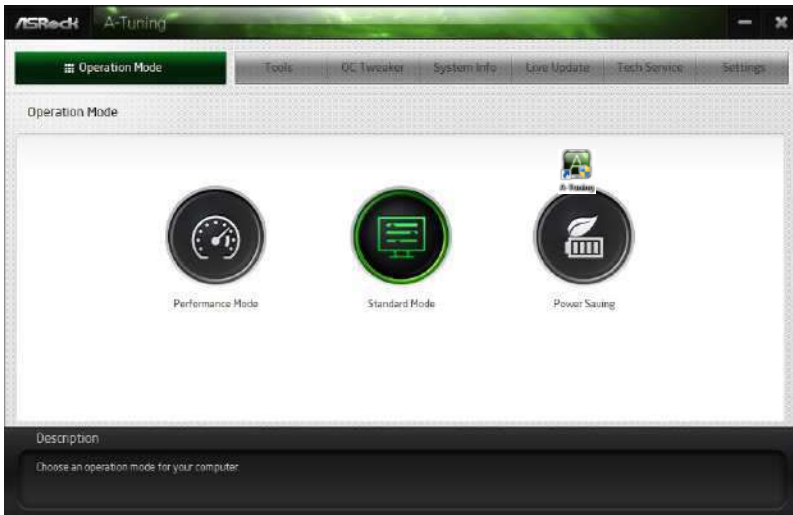 ASRock A-Tuning
Operation Mode Tools OC Tweaker System Info Live Update Tech Service Settings
Operation Mode
A-Tuning
Performance Mode Standard Mode Power Saving
Description
Choose an operation mode for your computer.